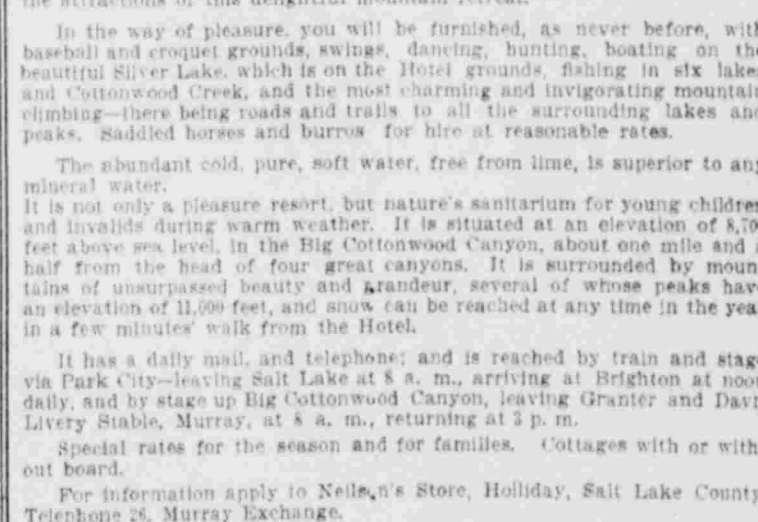 the attractions of this delightful mountain retreat.
In the way of pleasure, you will be furnished, as never before, with
baseball and croquet grounds, swings, dancing, hunting, boating on the
beautiful Silver Lake, which is on the Hotel grounds, fishing in six lakes
and Cottonwood Creek, and the most charming and invigorating mountain
climbing—there being roads and trails to all the surrounding lakes and
peaks. Saddled horses and burros for hire at reasonable rates.
The abundant cold, pure, soft water, free from lime, is superior to any
mineral water.
It is not only a pleasure resort, but nature's sanitarium for young children
and invalids during warm weather. It is situated at an elevation of 8,700
feet above sea level, in the Big Cottonwood Canyon, about one mile and a
half from the head of four great canyons. It is surrounded by moun-
tains of unsurpassed beauty and grandeur, several of whose peaks have
an elevation of 11,000 feet, and snow can be reached at any time in the year
in a few minutes' walk from the Hotel.
It has a daily mail, and telephone; and is reached by train and stage
via Park City—leaving Salt Lake at 8 a. m., arriving at Brighton at noon
daily, and by stage up Big Cottonwood Canyon, leaving Granter and Davi
Livery Stable, Murray, at 8 a. m., returning at 3 p. m.
Special rates for the season and for families. Cottages with or with-
out board.
For information apply to Neilson's Store, Holliday, Salt Lake County
Telephone 26, Murray Exchange.